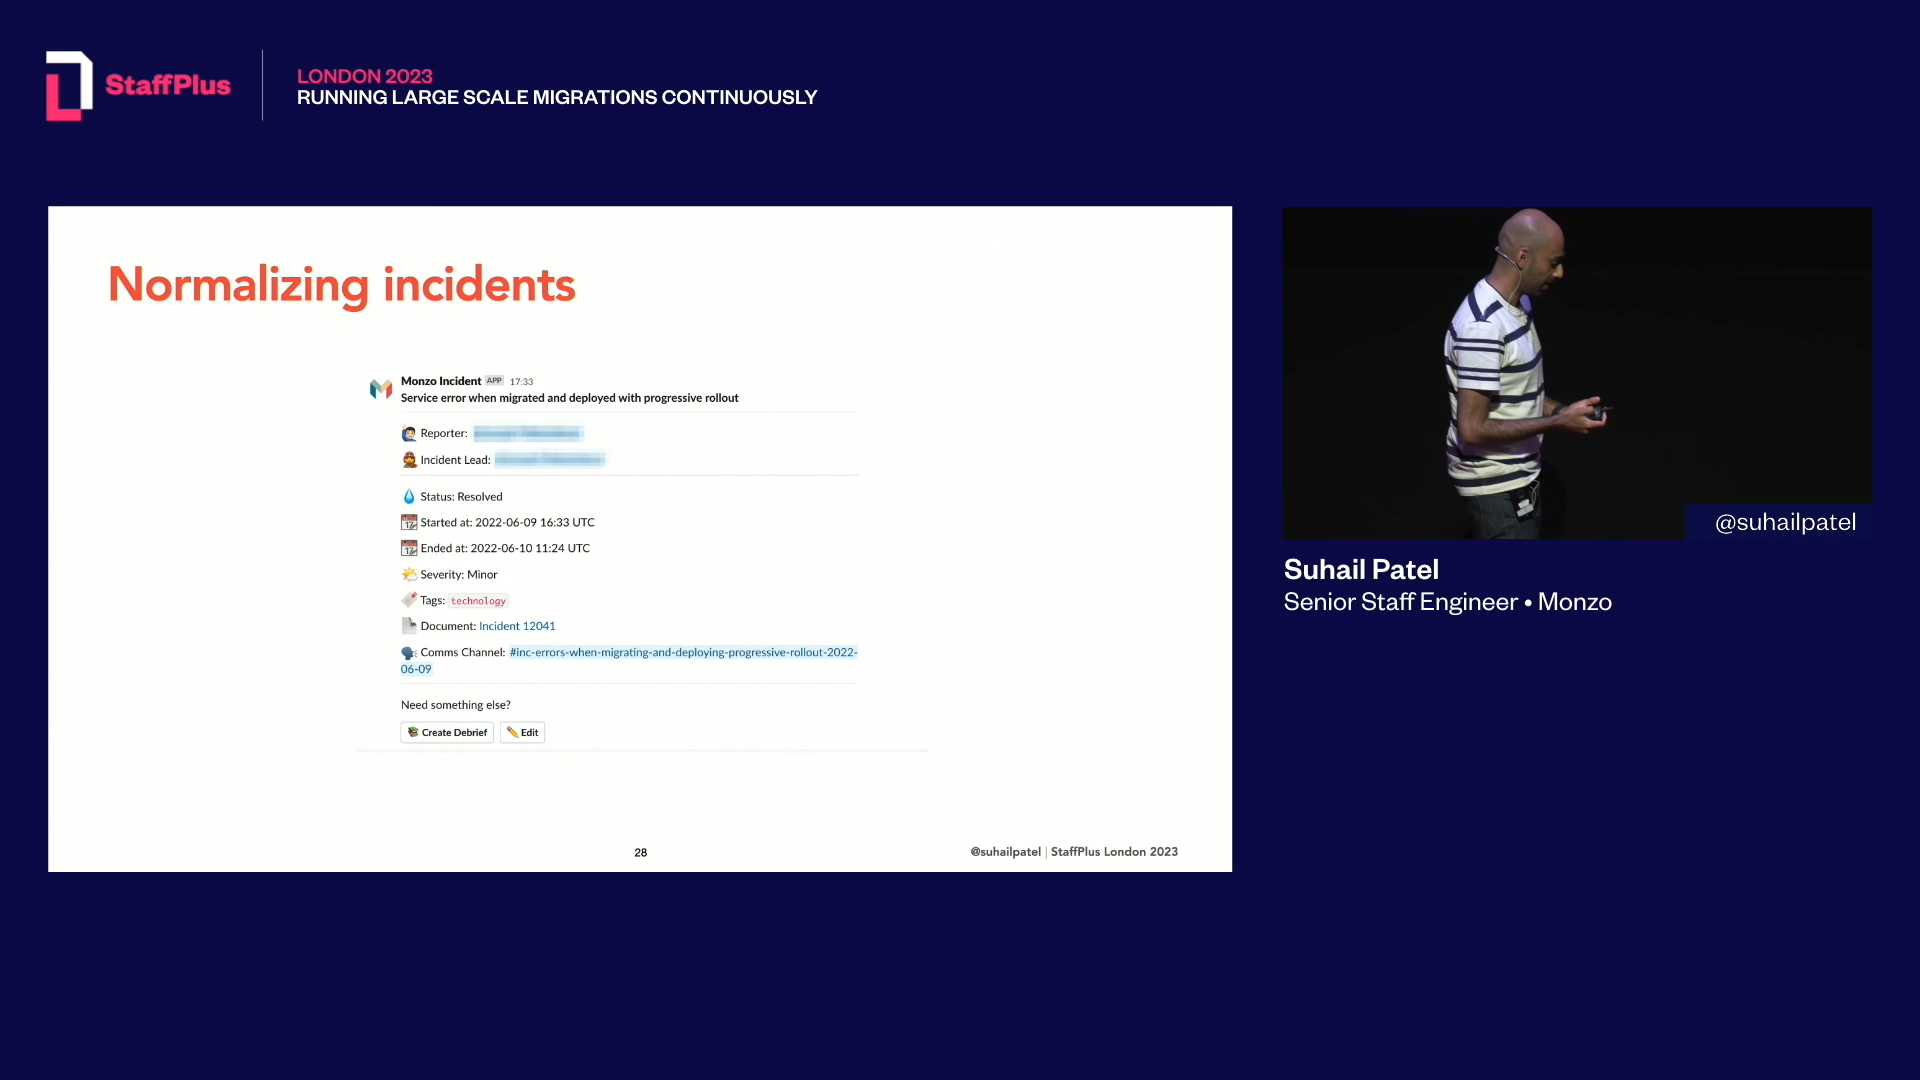 StaffPlus
LONDON 2023
RUNNING LARGE SCALE MIGRATIONS CONTINUOUSLY
Normalizing incidents
Monzo Incident APP 17:33
Service error when migrated and deployed with progressive rollout
Reporter:
Incident Lead:
Status: Resolved
Started at: 2022-06-09 16:33 UTC
Ended at: 2022-06-10 11:24 UTC
Severity: Minor
Tags: technology
Document: Incident 12041
Comms Channel: #inc-errors-when-migrating-and-deploying-progressive-rollout-2022-
06-09
Need something else?
Create Debrief Edit
28
@suhailpatel | StaffPlus London 2023
@suhailpatel
Suhail Patel
Senior Staff Engineer • Monzo